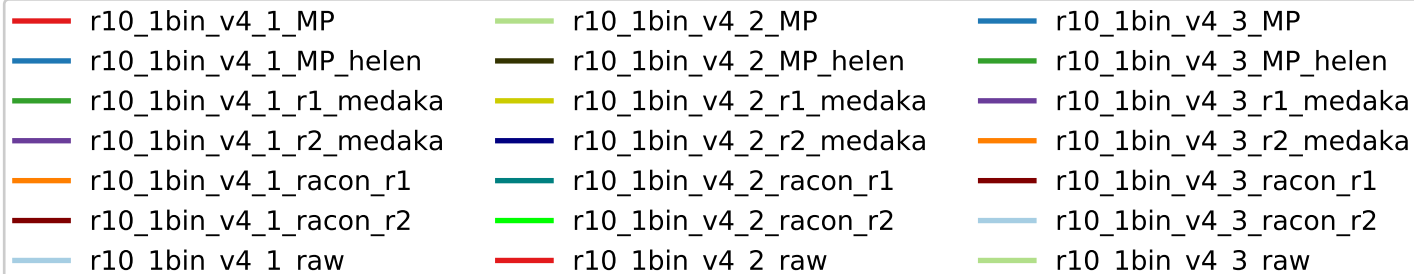 r10_1bin_v4_1_MP r10_1bin_v4_2_MP r10_1bin_v4_3_MP
r10_1bin_v4_1_MP_helen r10_1bin_v4_2_MP_helen r10_1bin_v4_3_MP_helen
r10_1bin_v4_1_r1_medaka r10_1bin_v4_2_r1_medaka r10_1bin_v4_3_r1_medaka
r10_1bin_v4_1_r2_medaka r10_1bin_v4_2_r2_medaka r10_1bin_v4_3_r2_medaka
r10_1bin_v4_1_racon_r1 r10_1bin_v4_2_racon_r1 r10_1bin_v4_3_racon_r1
r10_1bin_v4_1_racon_r2 r10_1bin_v4_2_racon_r2 r10_1bin_v4_3_racon_r2
r10_1bin_v4_1_raw r10_1bin_v4_2_raw r10_1bin_v4_3_raw